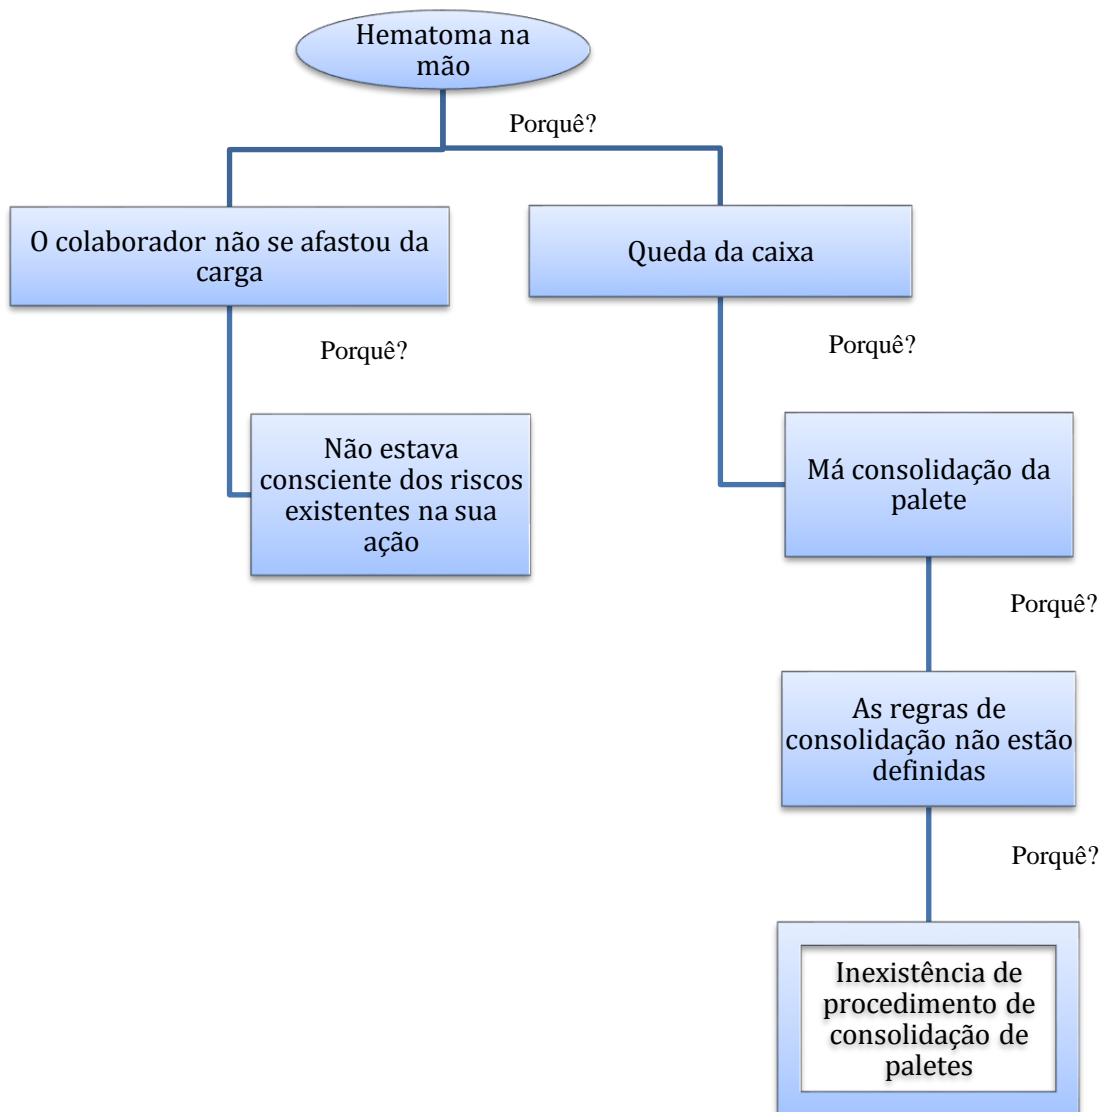 Hematoma na
mão
Porquê?
O colaborador não se afastou da
carga
Queda da caixa
Porquê?
Porquê?
Não estava
consciente dos riscos
existentes na sua
ação
Má consolidação da
palete
Porquê?
As regras de
consolidação não estão
definidas
Porquê?
Inexistência de
procedimento de
consolidação de
paletes